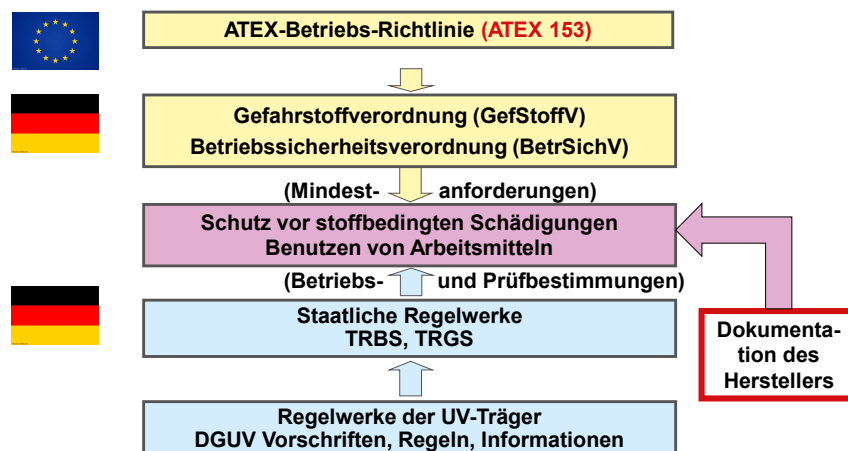 ATEX-Betriebs-Richtlinie (ATEX 153)
Gefahrstoffverordnung (GefStoffV)
Betriebssicherheitsverordnung (BetrSichV)
(Mindest- anforderungen)
Schutz vor stoffbedingten Schädigungen
Benutzen von Arbeitsmitteln
(Betriebs- und Prüfbestimmungen)
Staatliche Regelwerke
TRBS, TRGS
Dokumenta-
tion des
Herstellers
Regelwerke der UV-Träger
DGUV Vorschriften, Regeln, Informationen